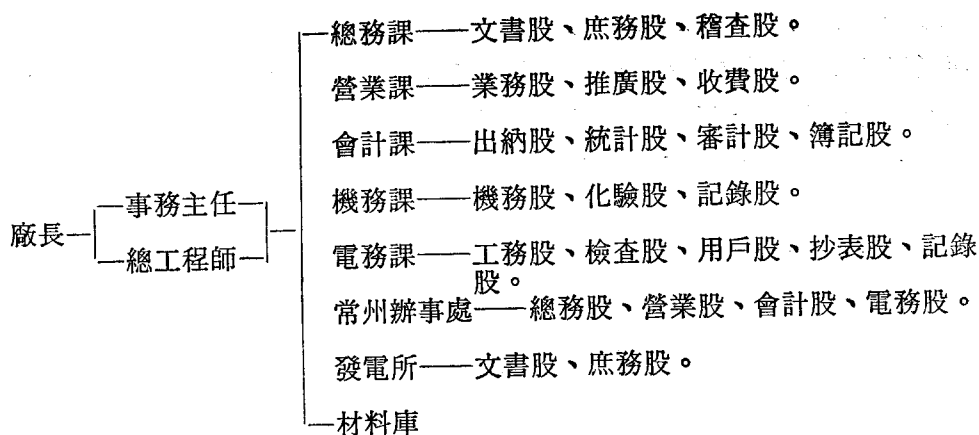 總務課——文書股、庶務股、稽查股。
營業課——業務股、推廣股、收費股。
會計課——出納股、統計股、審計股、簿記股。
機務課——機務股、化驗股、記錄股。
廠長
事務主任
總工程師
電務課——工務股、檢查股、用戶股、抄表股、記錄
股。
常州辦事處——總務股、營業股、會計股、電務股。
發電所——文書股、庶務股。
材料庫